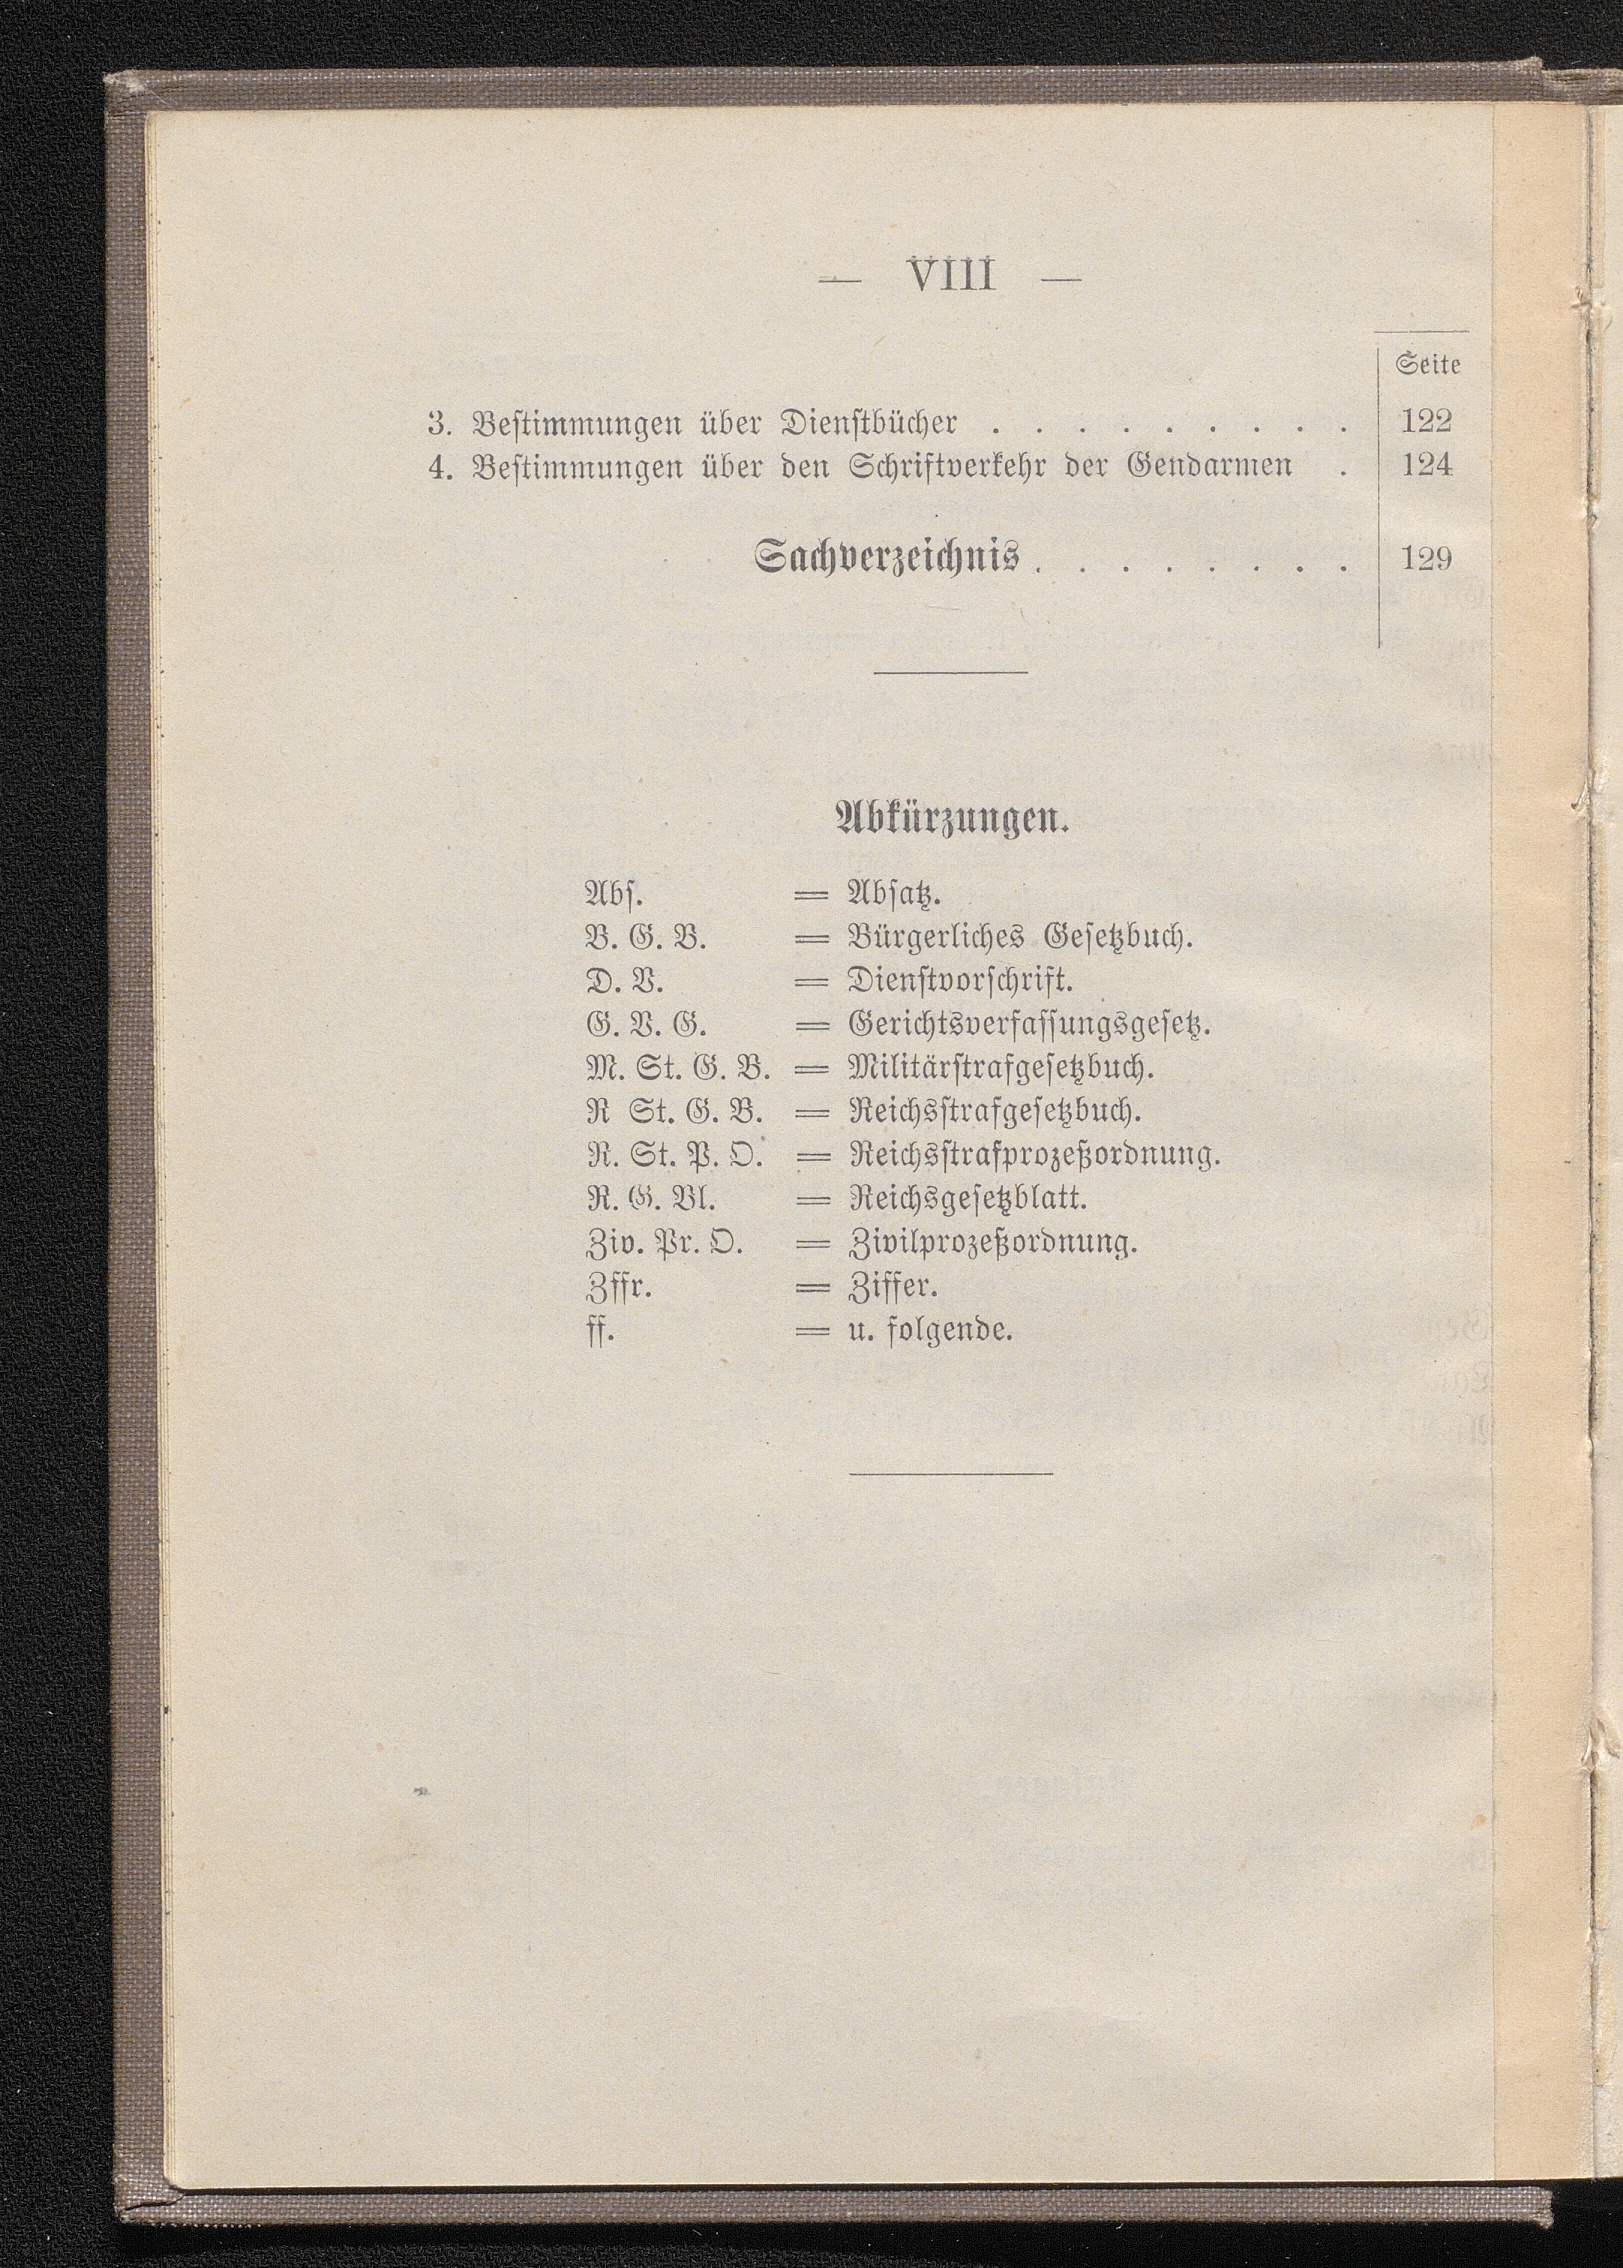 — VIII —
Seite
3. Bestimmungen über Dienstbücher . . . . . . . . . 122
4. Bestimmungen über den Schriftverkehr der Gendarmen . 124
Sachverzeichnis . . . . . . . . 129
Abkürzungen.
Abs. = Absatz.
B. G. B. = Bürgerliches Gesetzbuch.
D. V. = Dienstvorschrift.
G. V. G. = Gerichtsverfassungsgesetz.
M. St. G. B. = Militärstrafgesetzbuch.
R St. G. B. = Reichsstrafgesetzbuch.
R. St. P. O. = Reichsstrafprozeßordnung.
R. G. Bl. = Reichsgesetzblatt.
Ziv. Pr. O. = Zivilprozeßordnung.
Zffr. = Ziffer.
ff. = u. folgende.